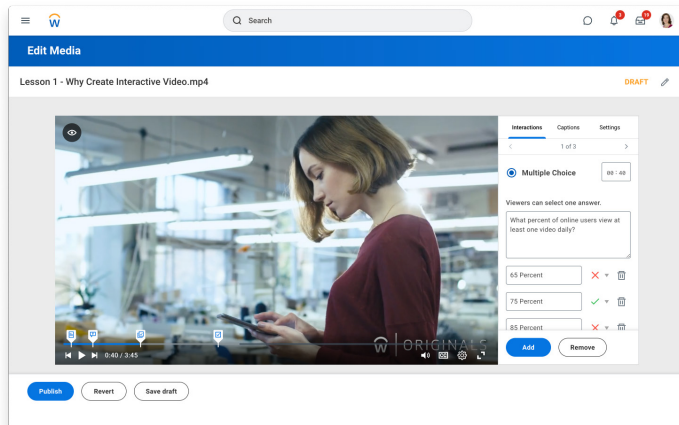 Search
3
Edit Media
Lesson 1 - Why Create Interactive Video.mp4
DRAFT
Interactions Captions Settings
1 of 3
Multiple Choice
00 : 40
Viewers can select one answer.
What percent of online users view at
least one video daily?
65 Percent
75 Percent
85 Percent
Add Remove
W | ORIGINALS
0:40 / 3:45
CC
Publish Revert Save draft